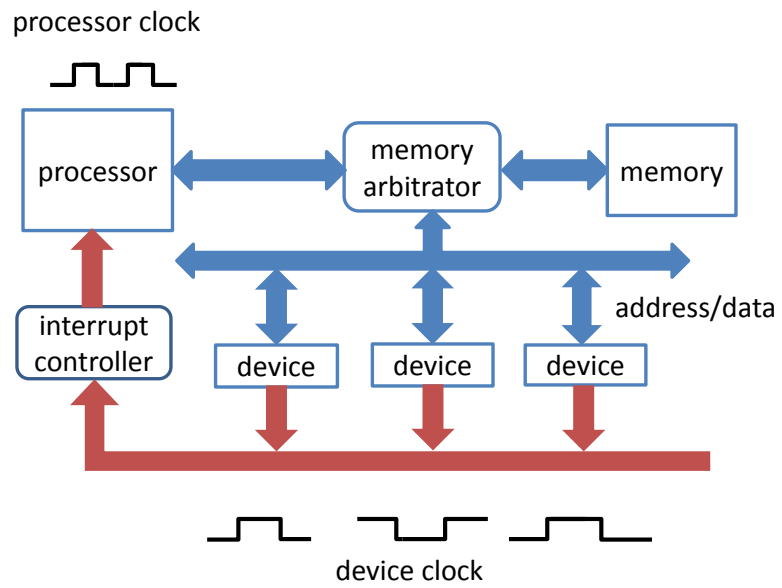 processor clock
processor
memory
arbitrator
memory
address/data
interrupt
controller
device
device
device
device clock